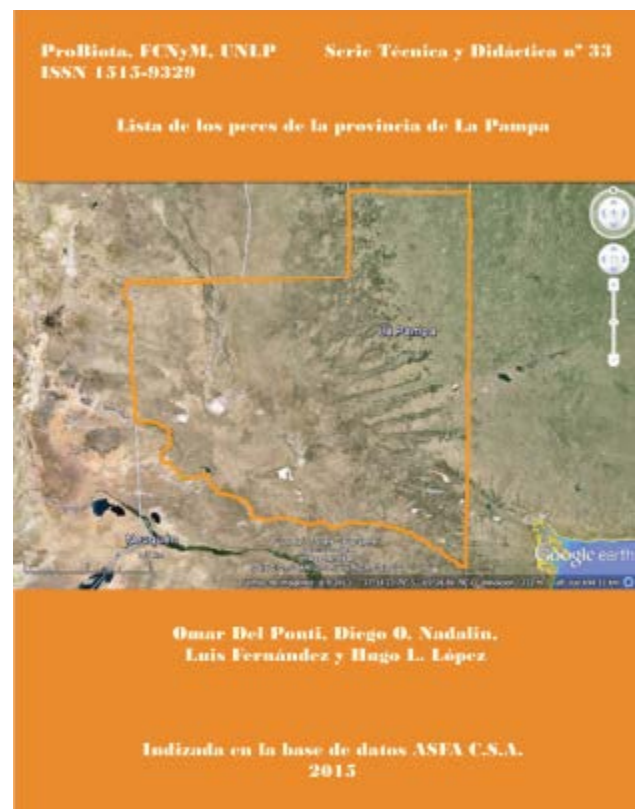 ProBiota, FCNyM, UNLP
Serie Técnica y Didáctica n° 33
ISSN 1515-9329
Lista de los peces de la provincia de La Pampa
La Pampa
Neuquén
Google earth
Omar Del Ponti, Diego O. Nadalin,
Luis Fernández y Hugo L. López
Indizada en la base de datos ASFA C.S.A.
2015